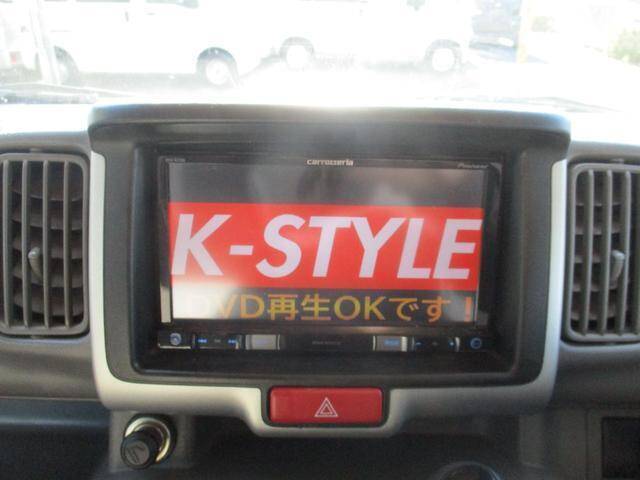 carrozzeria
Pioneer
K-STYLE
DVD再生OKです！